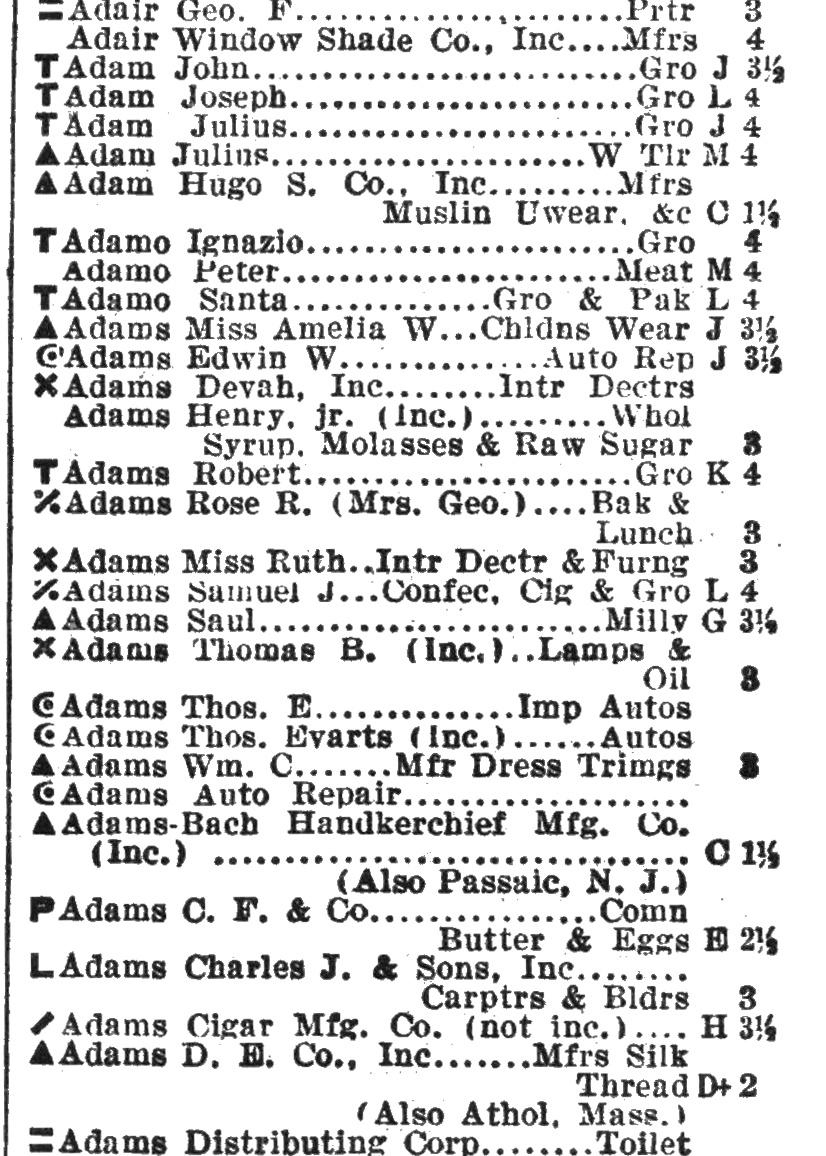 =Adair Geo. F....................Prtr 3
Adair Window Shade Co., Inc....Mfrs 4
TAdam John........................Gro J 3½
TAdam Joseph......................Gro L 4
TAdam Julius......................Gro J 4
▲Adam Julius....................W Tlr M 4
▲Adam Hugo S. Co., Inc.........Mfrs
Muslin Uwear, &c C 1½
TAdamo Ignazio.....................Gro 4
Adamo Peter.....................Meat M 4
TAdamo Santa.............Gro & Pak L 4
▲Adams Miss Amelia W...Chldns Wear J 3½
☪Adams Edwin W.............Auto Rep J 3½
✕Adams Devah, Inc........Intr Dectrs
Adams Henry, jr. (Inc.).........Whol
Syrup, Molasses & Raw Sugar 3
TAdams Robert.....................Gro K 4
٪Adams Rose R. (Mrs. Geo.)....Bak &
Lunch 3
✕Adams Miss Ruth..Intr Dectr & Furng 3
٪Adams Samuel J...Confec, Cig & Gro L 4
▲Adams Saul......................Milly G 3½
✕Adams Thomas B. (Inc.)..Lamps &
Oil 3
☪Adams Thos. E..............Imp Autos
☪Adams Thos. Evarts (Inc.)......Autos
▲Adams Wm. C.......Mfr Dress Trimgs 3
☪Adams Auto Repair...................
▲Adams-Bach Handkerchief Mfg. Co.
(Inc.) ................................ C 1½
(Also Passaic, N. J.)
PAdams C. F. & Co...............Comn
Butter & Eggs E 2½
LAdams Charles J. & Sons, Inc........
Carptrs & Bldrs 3
/Adams Cigar Mfg. Co. (not inc.).... H 3½
▲Adams D. E. Co., Inc.......Mfrs Silk
Thread D+ 2
(Also Athol, Mass.)
=Adams Distributing Corp........Toilet